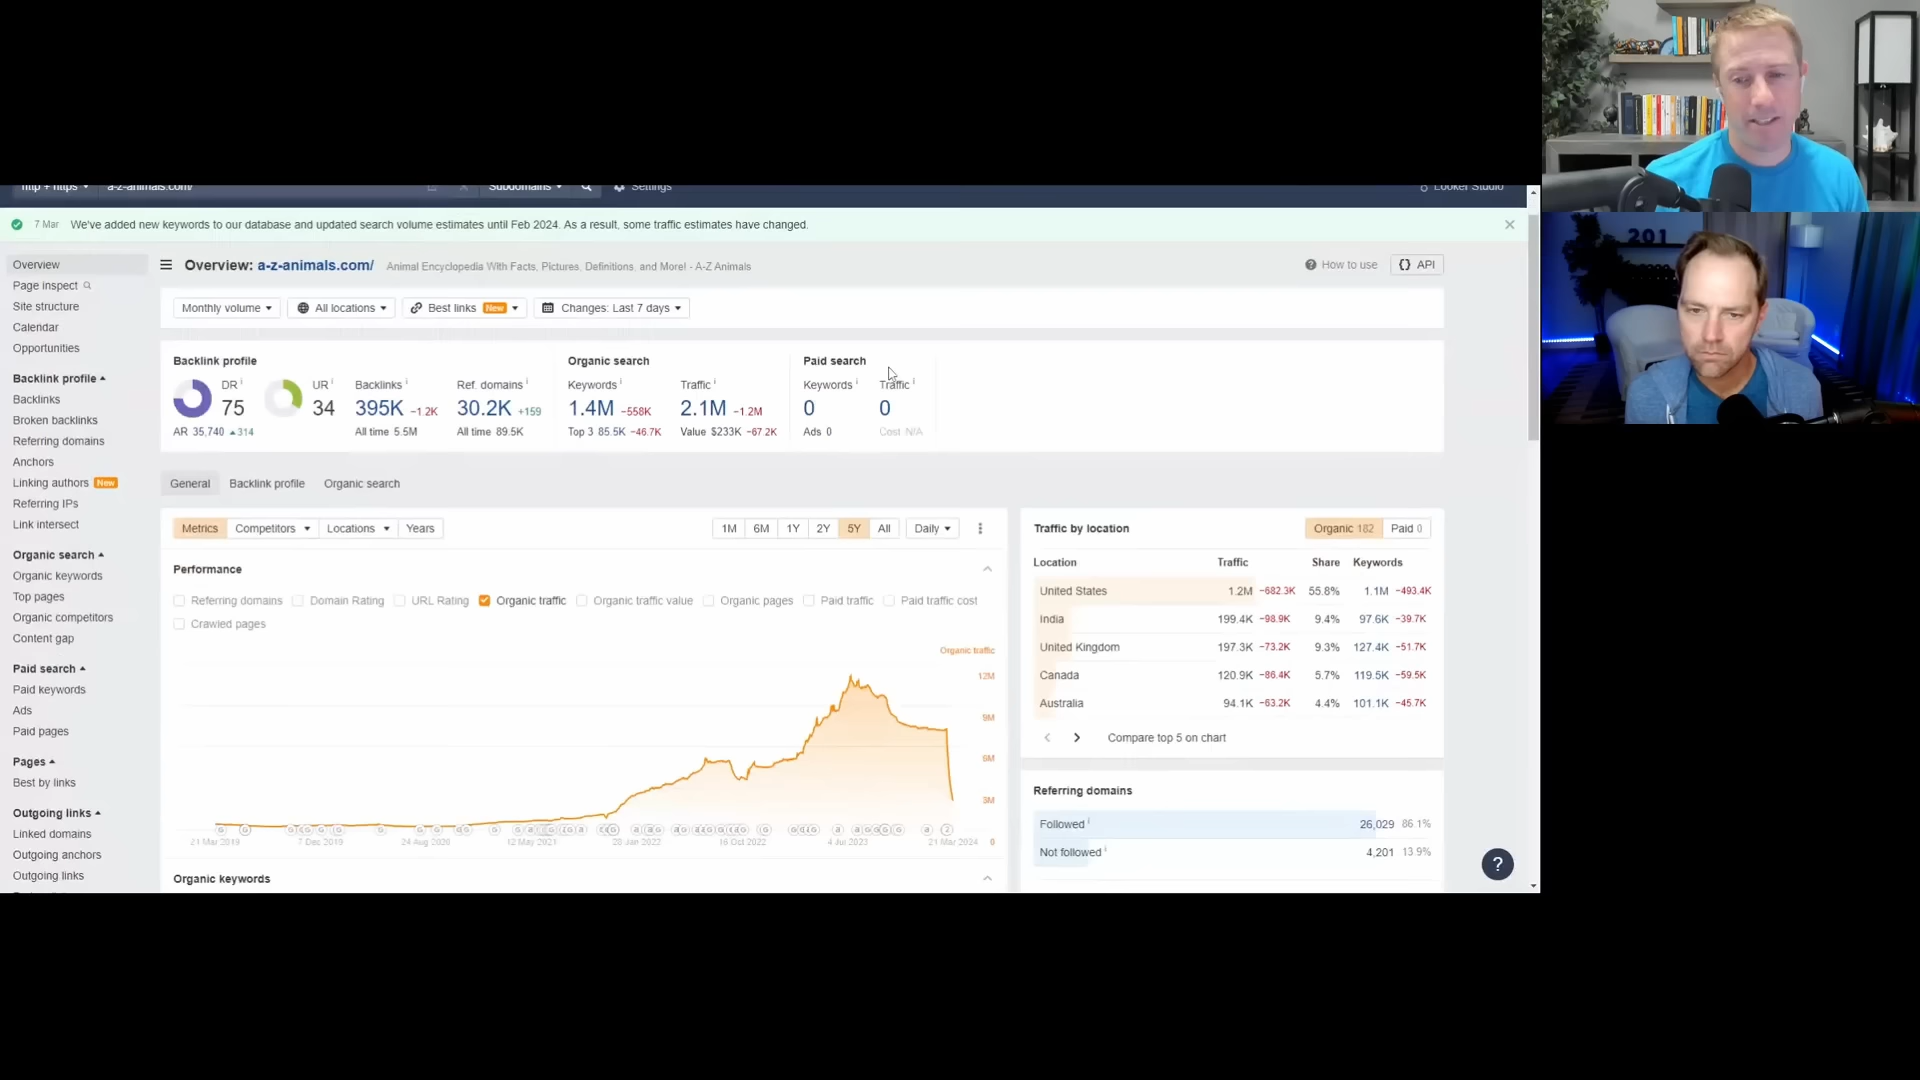 http + https a-z-animals.com/ Subdomains Settings Looker Studio
7 Mar We've added new keywords to our database and updated search volume estimates until Feb 2024. As a result, some traffic estimates have changed.
Overview
Page inspect
Site structure
Calendar
Opportunities
Backlink profile
Backlinks
Broken backlinks
Referring domains
Anchors
Linking authors New
Referring IPs
Link intersect
Organic search
Organic keywords
Top pages
Organic competitors
Content gap
Paid search
Paid keywords
Ads
Paid pages
Pages
Best by links
Outgoing links
Linked domains
Outgoing anchors
Outgoing links
Overview: a-z-animals.com/ Animal Encyclopedia With Facts, Pictures, Definitions, and More! - A-Z Animals
How to use {} API
Monthly volume All locations Best links New Changes: Last 7 days
Backlink profile
DR 75
AR 35,740 314
UR 34
Backlinks
395K -1.2K
All time 5.5M
Ref. domains
30.2K +159
All time 89.5K
Organic search
Keywords
1.4M -558K
Top 3 85.5K -46.7K
Traffic
2.1M -1.2M
Value $233K -67.2K
Paid search
Keywords
0
Ads 0
Traffic
0
Cost N/A
General Backlink profile Organic search
Metrics Competitors Locations Years
1M 6M 1Y 2Y 5Y All Daily
Performance
Referring domains Domain Rating URL Rating Organic traffic Organic traffic value Organic pages Paid traffic Paid traffic cost
Crawled pages
Organic traffic
12M
9M
6M
3M
0
21 Mar 2019 7 Dec 2019 24 Aug 2020 12 May 2021 28 Jan 2022 16 Oct 2022 4 Jul 2023 21 Mar 2024
Organic keywords
Traffic by location
Organic 182 Paid 0
Location Traffic Share Keywords
United States 1.2M -682.3K 55.8% 1.1M -493.4K
India 199.4K -98.9K 9.4% 97.6K -39.7K
United Kingdom 197.3K -73.2K 9.3% 127.4K -51.7K
Canada 120.9K -86.4K 5.7% 119.5K -59.5K
Australia 94.1K -63.2K 4.4% 101.1K -45.7K
Compare top 5 on chart
Referring domains
Followed 26,029 86.1%
Not followed 4,201 13.9%
?
201